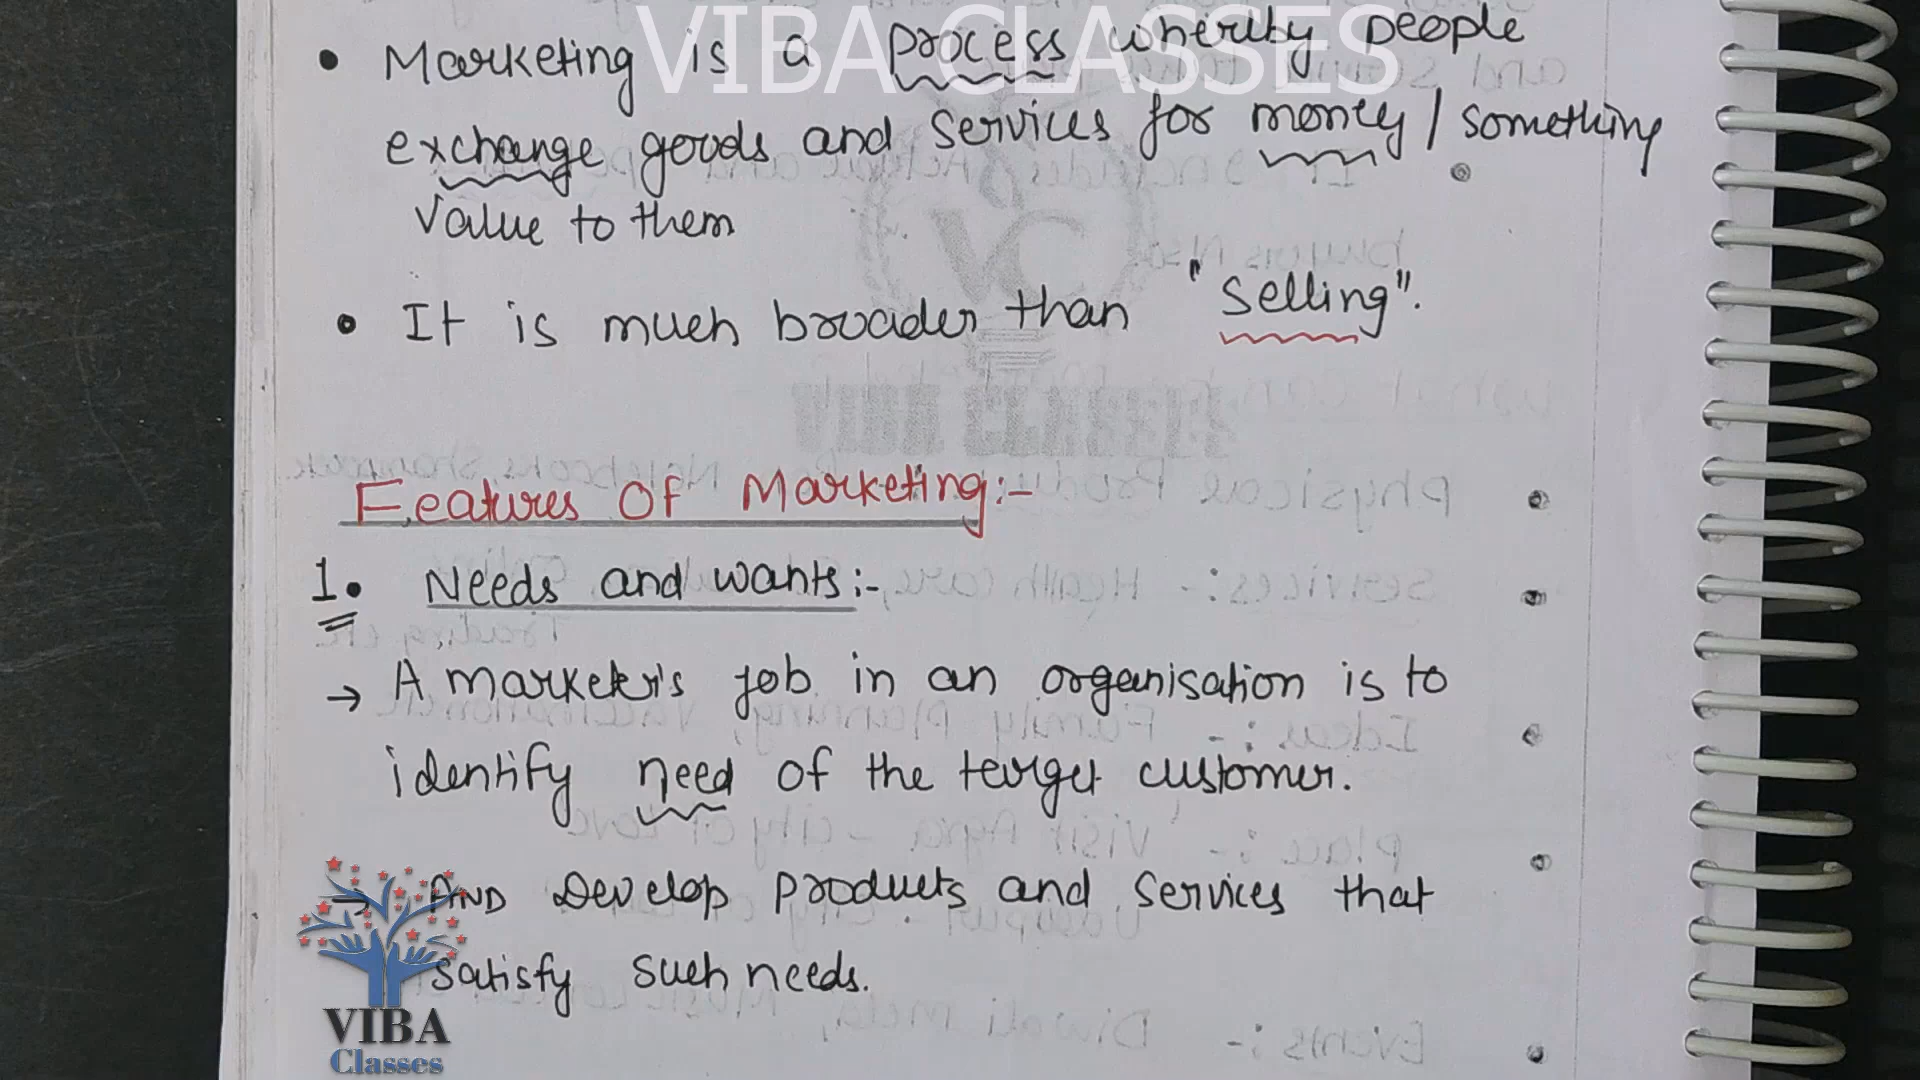 VIBA CLASSES
• Marketing is a process whereby people
exchange goods and services for money / something
value to them
• It is much broader than "Selling".
VIBA CLASSES
Features Of Marketing:-
1. Needs and wants:-
→ A marketer's job in an organisation is to
identify need of the target customer.
→ AND Develop products and services that
satisfy such needs.
VIBA
Classes